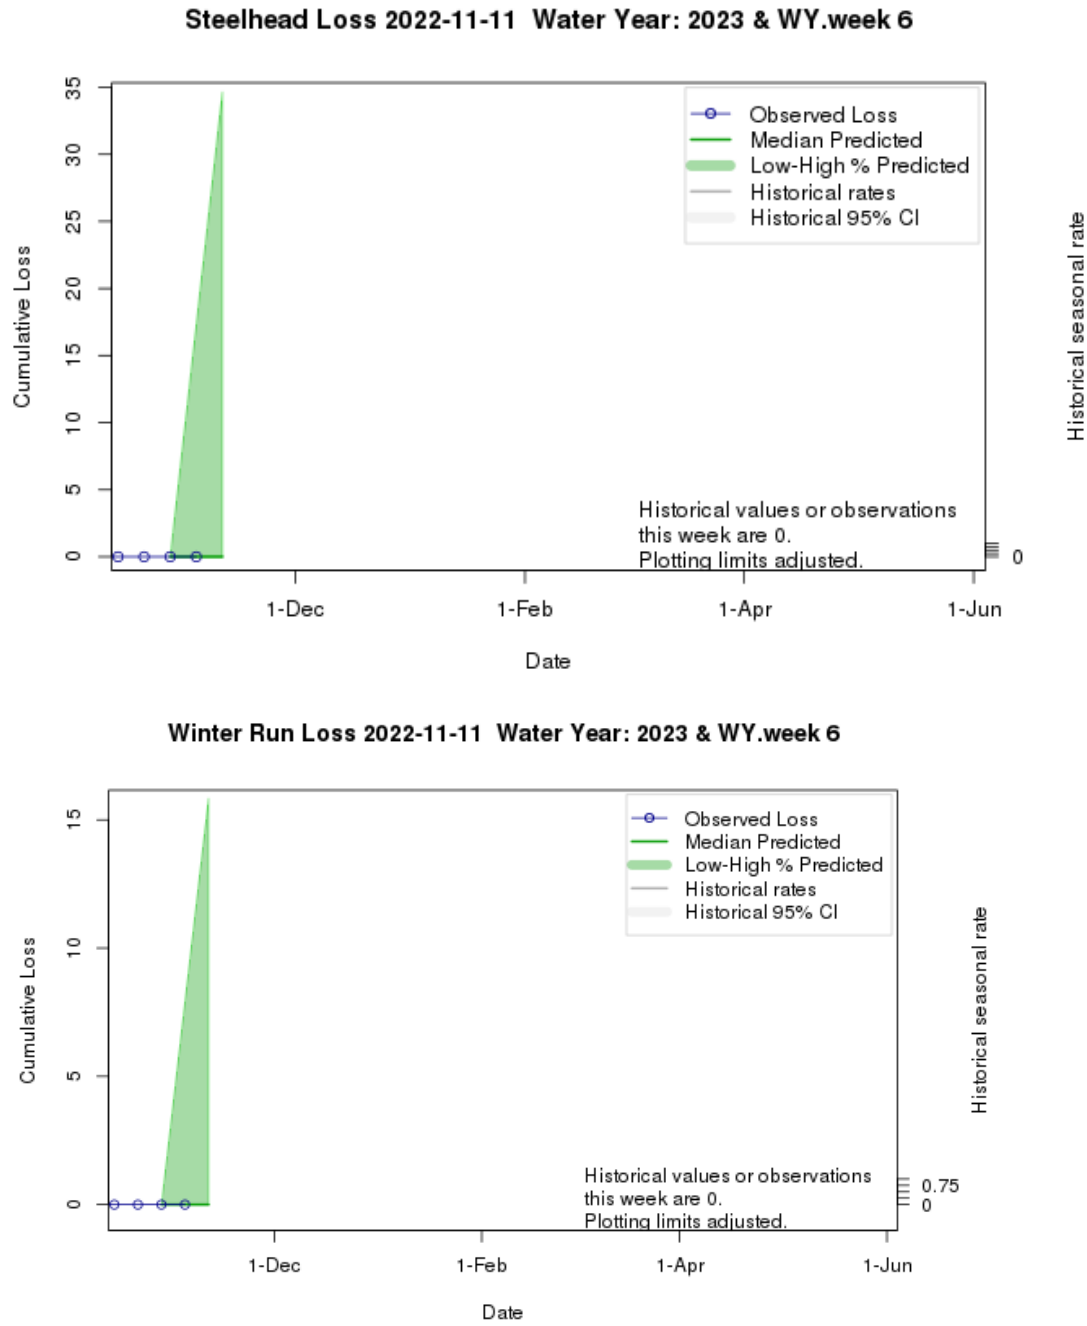 Steelhead Loss 2022-11-11 Water Year: 2023 & WY.week 6
Cumulative Loss
35
30
25
20
15
10
5
0
Observed Loss
Median Predicted
Low-High % Predicted
Historical rates
Historical 95% CI
Historical values or observations
this week are 0.
Plotting limits adjusted.
0
Historical seasonal rate
1-Dec
1-Feb
1-Apr
1-Jun
Date
Winter Run Loss 2022-11-11 Water Year: 2023 & WY.week 6
Cumulative Loss
15
10
5
0
Observed Loss
Median Predicted
Low-High % Predicted
Historical rates
Historical 95% CI
Historical values or observations
this week are 0.
Plotting limits adjusted.
0.75
0
Historical seasonal rate
1-Dec
1-Feb
1-Apr
1-Jun
Date